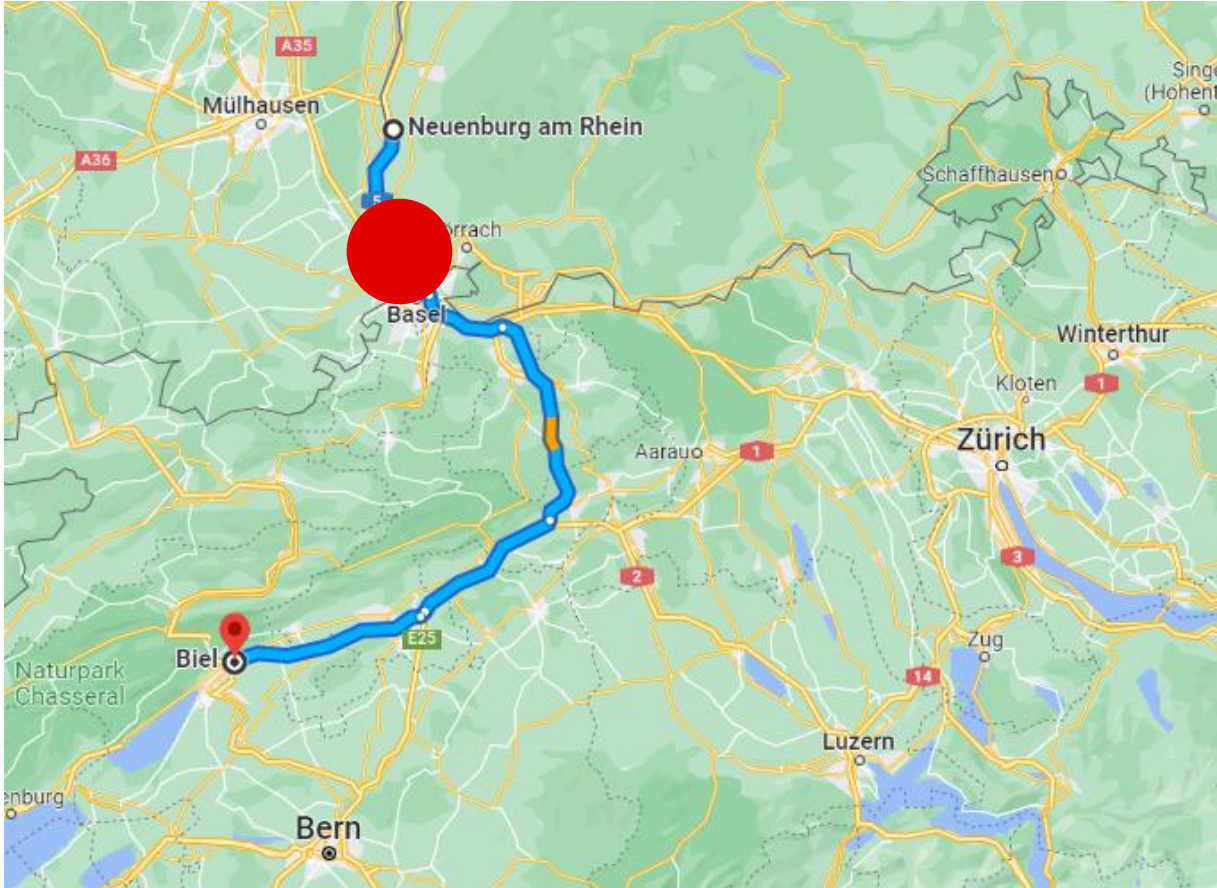 A35
Singe
(Hohent
Mülhausen
Neuenburg am Rhein
A36
Schaffhausen
5
örrach
Basel
Winterthur
Kloten
1
Zürich
Aarau
1
3
2
E25
Zug
Biel
Naturpark
Chasseral
14
Luzern
enburg
Bern